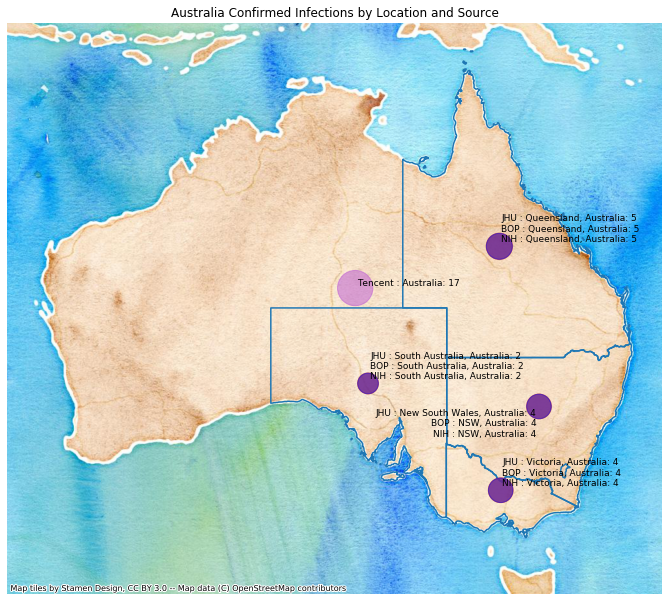 Australia Confirmed Infections by Location and Source
JHU : Queensland, Australia: 5
BOP : Queensland, Australia: 5
NIH : Queensland, Australia: 5
Tencent : Australia: 17
JHU : South Australia, Australia: 2
BOP : South Australia, Australia: 2
NIH : South Australia, Australia: 2
JHU : New South Wales, Australia: 4
BOP : NSW, Australia: 4
NIH : NSW, Australia: 4
JHU : Victoria, Australia: 4
BOP : Victoria, Australia: 4
NIH : Victoria, Australia: 4
Map tiles by Stamen Design, CC BY 3.0 -- Map data (C) OpenStreetMap contributors